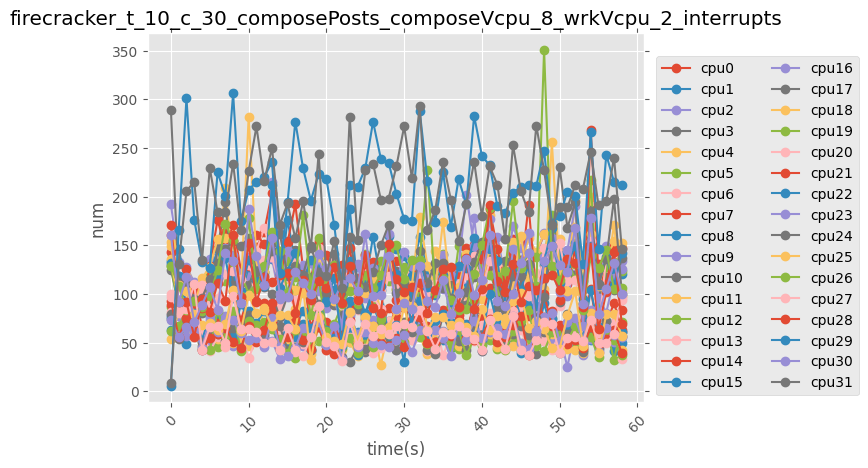 firecracker_t_10_c_30_composePosts_composeVcpu_8_wrkVcpu_2_interrupts
350
300
250
200
150
100
50
0
num
0
10
20
30
40
50
60
time(s)
cpu0
cpu1
cpu2
cpu3
cpu4
cpu5
cpu6
cpu7
cpu8
cpu9
cpu10
cpu11
cpu12
cpu13
cpu14
cpu15
cpu16
cpu17
cpu18
cpu19
cpu20
cpu21
cpu22
cpu23
cpu24
cpu25
cpu26
cpu27
cpu28
cpu29
cpu30
cpu31